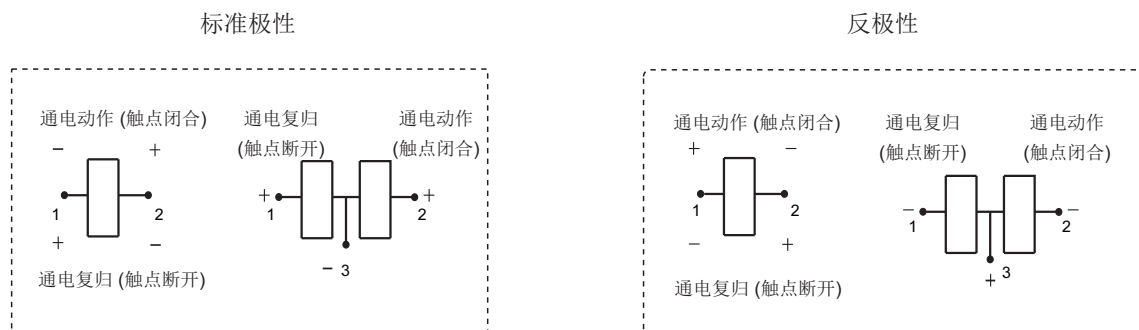 标准极性
通电动作 (触点闭合)
− +
1 2
+ −
通电复归 (触点断开)
通电复归
(触点断开)
通电动作
(触点闭合)
+ +
1 2
− 3
反极性
通电动作 (触点闭合)
+ −
1 2
− +
通电复归 (触点断开)
通电复归
(触点断开)
通电动作
(触点闭合)
− −
1 2
+ 3